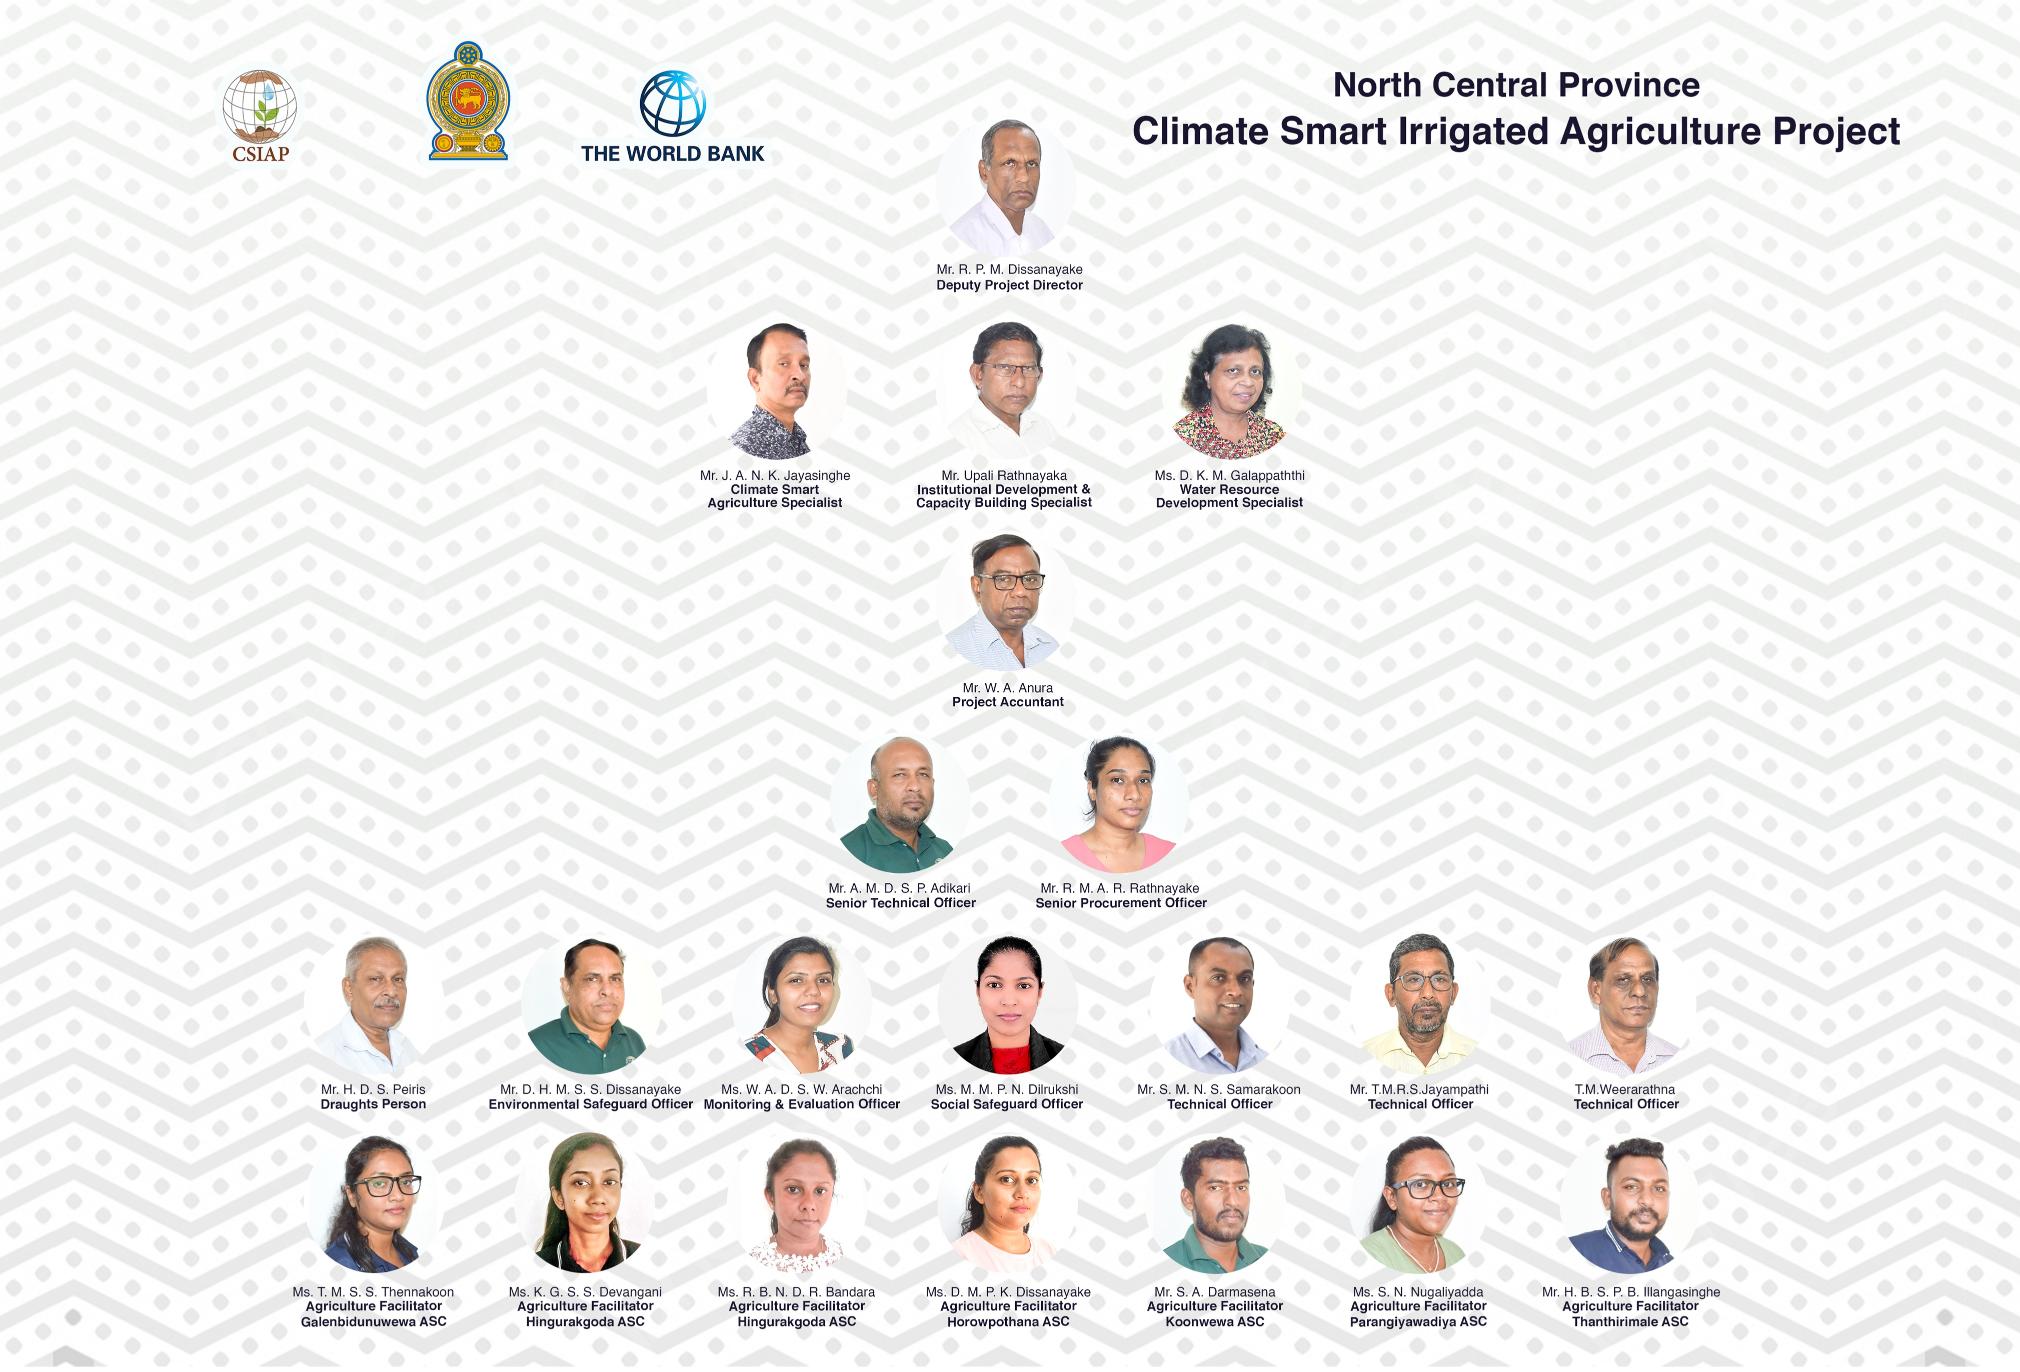 CSIAP
THE WORLD BANK
North Central Province
Climate Smart Irrigated Agriculture Project
Mr. R. P. M. Dissanayake
Deputy Project Director
Mr. J. A. N. K. Jayasinghe
Climate Smart
Agriculture Specialist
Mr. Upali Rathnayaka
Institutional Development &
Capacity Building Specialist
Ms. D. K. M. Galappaththi
Water Resource
Development Specialist
Mr. W. A. Anura
Project Accuntant
Mr. A. M. D. S. P. Adikari
Senior Technical Officer
Mr. R. M. A. R. Rathnayake
Senior Procurement Officer
Mr. H. D. S. Peiris
Draughts Person
Mr. D. H. M. S. S. Dissanayake
Environmental Safeguard Officer
Ms. W. A. D. S. W. Arachchi
Monitoring & Evaluation Officer
Ms. M. M. P. N. Dilrukshi
Social Safeguard Officer
Mr. S. M. N. S. Samarakoon
Technical Officer
Mr. T.M.R.S.Jayampathi
Technical Officer
T.M.Weerarathna
Technical Officer
Ms. T. M. S. S. Thennakoon
Agriculture Facilitator
Galenbidunuwewa ASC
Ms. K. G. S. S. Devangani
Agriculture Facilitator
Hingurakgoda ASC
Ms. R. B. N. D. R. Bandara
Agriculture Facilitator
Hingurakgoda ASC
Ms. D. M. P. K. Dissanayake
Agriculture Facilitator
Horowpothana ASC
Mr. S. A. Darmasena
Agriculture Facilitator
Koonwewa ASC
Ms. S. N. Nugaliyadda
Agriculture Facilitator
Parangiyawadiya ASC
Mr. H. B. S. P. B. Illangasinghe
Agriculture Facilitator
Thanthirimale ASC